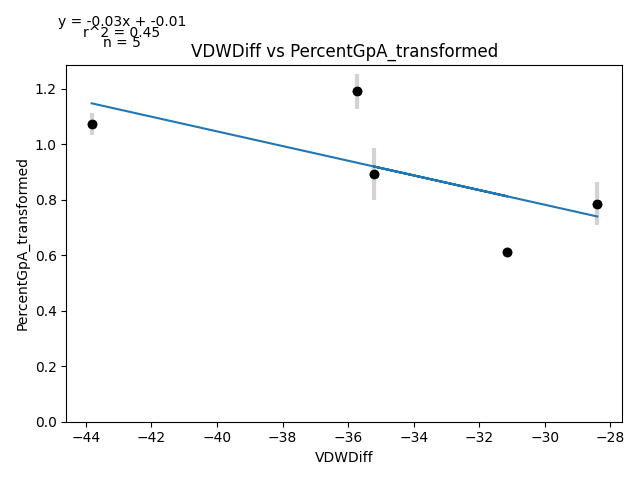 y = -0.03x + -0.01
r^2 = 0.45
n = 5
VDWDiff vs PercentGpA_transformed
PercentGpA_transformed
1.2
1.0
0.8
0.6
0.4
0.2
0.0
−44
−42
−40
−38
−36
−34
−32
−30
−28
VDWDiff